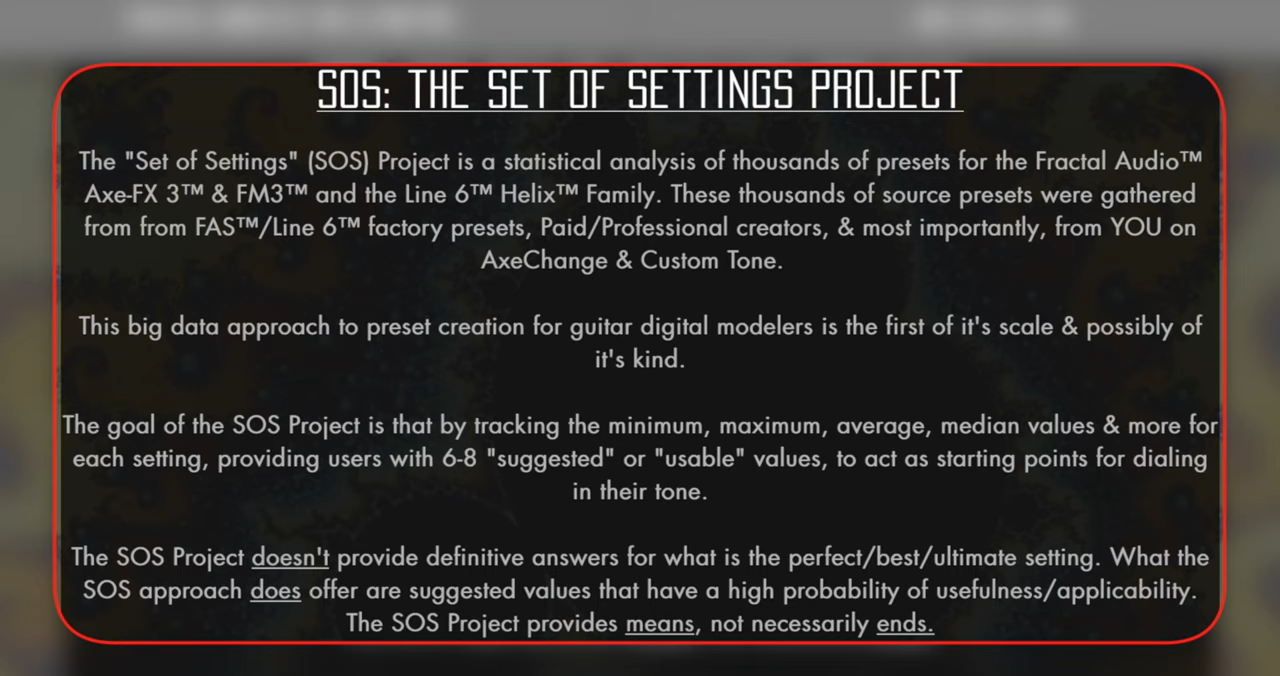 SOS: THE SET OF SETTINGS PROJECT
The "Set of Settings" (SOS) Project is a statistical analysis of thousands of presets for the Fractal Audio™
Axe-FX 3™ & FM3™ and the Line 6™ Helix™ Family. These thousands of source presets were gathered
from from FAS™/Line 6™ factory presets, Paid/Professional creators, & most importantly, from YOU on
AxeChange & Custom Tone.
This big data approach to preset creation for guitar digital modelers is the first of it's scale & possibly of
it's kind.
The goal of the SOS Project is that by tracking the minimum, maximum, average, median values & more for
each setting, providing users with 6-8 "suggested" or "usable" values, to act as starting points for dialing
in their tone.
The SOS Project doesn't provide definitive answers for what is the perfect/best/ultimate setting. What the
SOS approach does offer are suggested values that have a high probability of usefulness/applicability.
The SOS Project provides means, not necessarily ends.